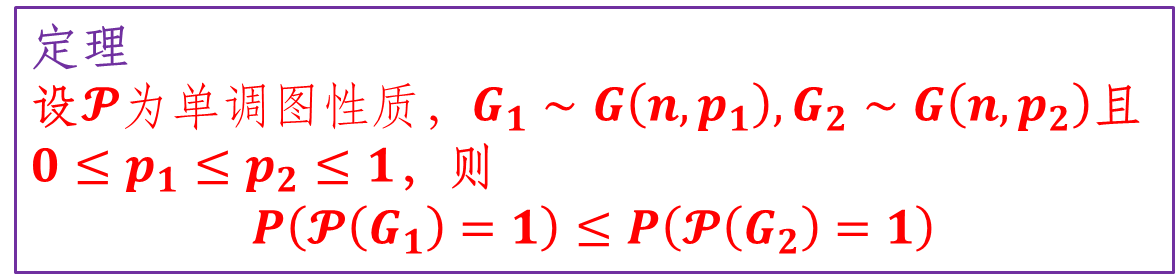 定理
设𝓟为单调图性质，G₁ ~ G(n,p₁),G₂ ~ G(n,p₂)且
0 ≤ p₁ ≤ p₂ ≤ 1，则
P(𝓟(G₁) = 1) ≤ P(𝓟(G₂) = 1)